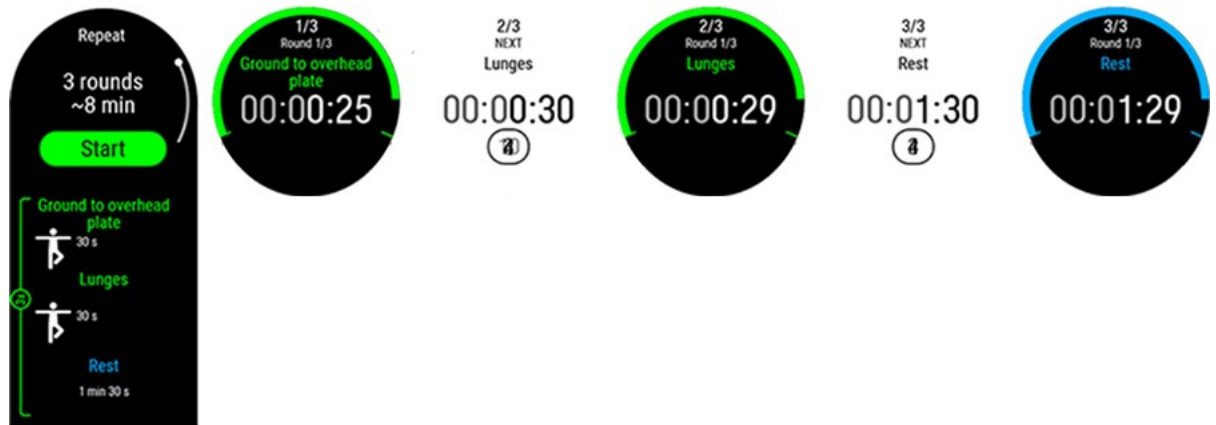 Repeat
3 rounds
~8 min
Start
Ground to overhead
plate
30 s
Lunges
30 s
Rest
1 min 30 s
1/3
Round 1/3
Ground to overhead
plate
00:00:25
2/3
NEXT
Lunges
00:00:30
2/3
Round 1/3
Lunges
00:00:29
3/3
NEXT
Rest
00:01:30
3/3
Round 1/3
Rest
00:01:29